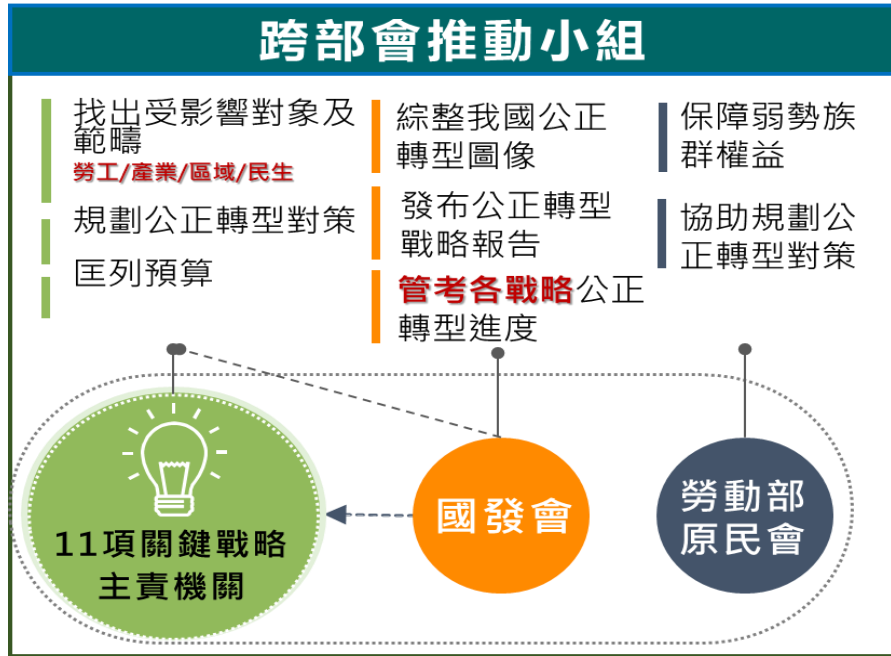 跨部會推動小組
找出受影響對象及
範疇
勞工/產業/區域/民生
規劃公正轉型對策
匡列預算
綜整我國公正
轉型圖像
發布公正轉型
戰略報告
管考各戰略公正
轉型進度
保障弱勢族
群權益
協助規劃公
正轉型對策
11項關鍵戰略
主責機關
國發會
勞動部
原民會